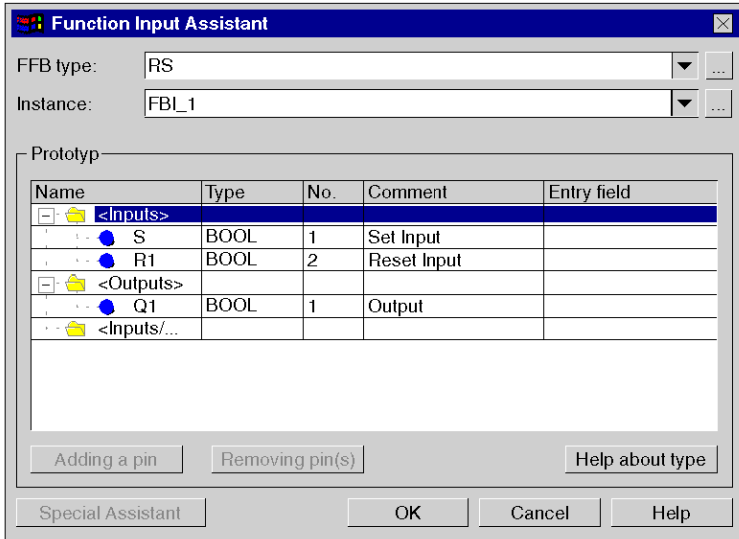 Function Input Assistant
FFB type: RS ...
Instance: FBI_1 ...
Prototyp
Name Type No. Comment Entry field
<Inputs>
S BOOL 1 Set Input
R1 BOOL 2 Reset Input
<Outputs>
Q1 BOOL 1 Output
<Inputs/...
Adding a pin Removing pin(s) Help about type
Special Assistant OK Cancel Help